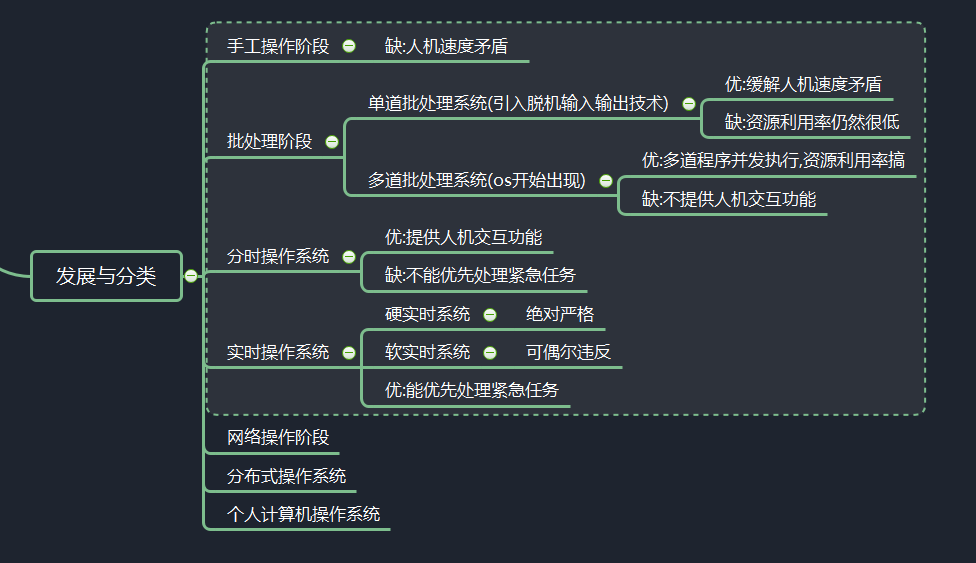 发展与分类
手工操作阶段
缺:人机速度矛盾
批处理阶段
单道批处理系统(引入脱机输入输出技术)
优:缓解人机速度矛盾
缺:资源利用率仍然很低
多道批处理系统(os开始出现)
优:多道程序并发执行,资源利用率搞
缺:不提供人机交互功能
分时操作系统
优:提供人机交互功能
缺:不能优先处理紧急任务
实时操作系统
硬实时系统
绝对严格
软实时系统
可偶尔违反
优:能优先处理紧急任务
网络操作阶段
分布式操作系统
个人计算机操作系统